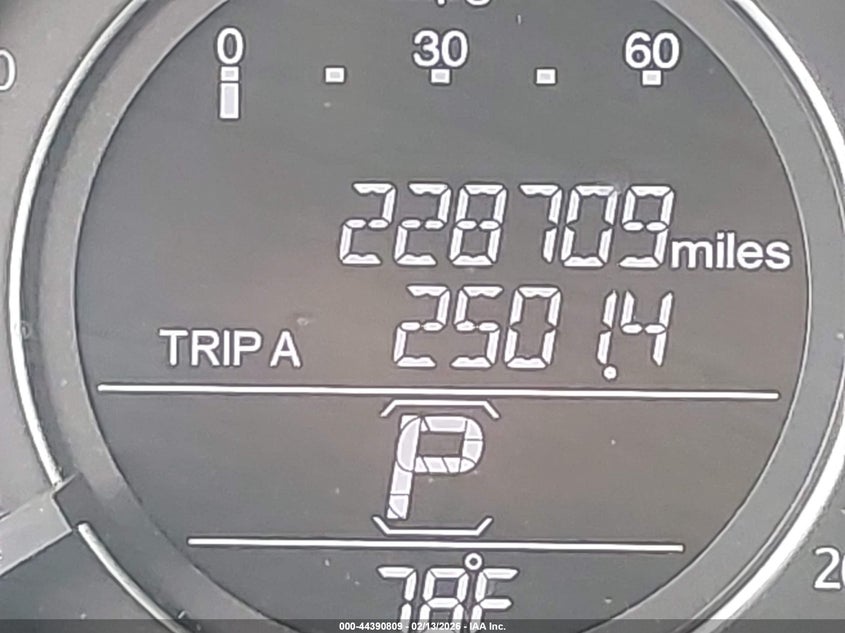 0 30 60
228709 miles
TRIP A 2501.4
P
78°F
000-44390809 - 02/13/2026 - IAA Inc.